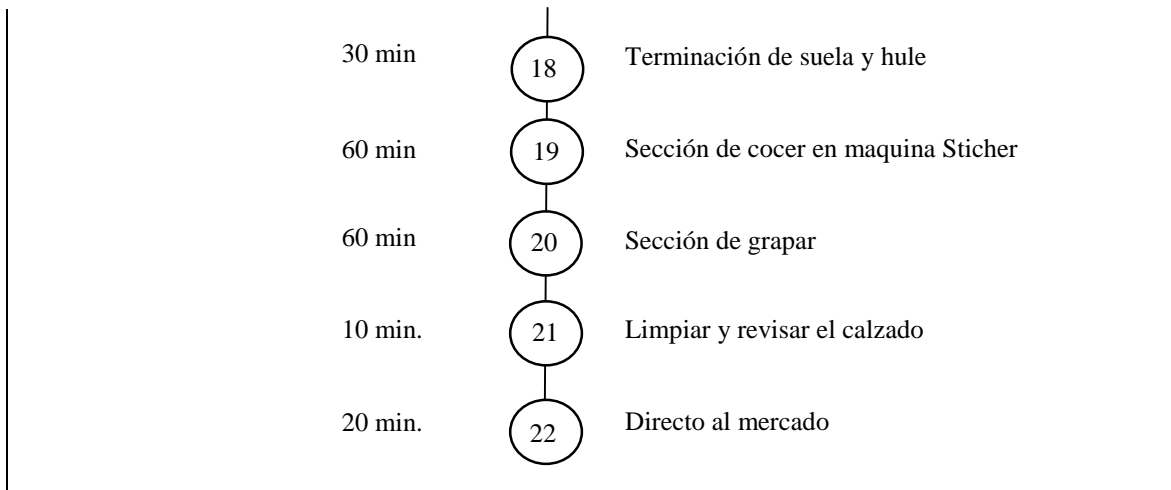 30 min 18 Terminación de suela y hule
60 min 19 Sección de cocer en maquina Sticher
60 min 20 Sección de grapar
10 min. 21 Limpiar y revisar el calzado
20 min. 22 Directo al mercado